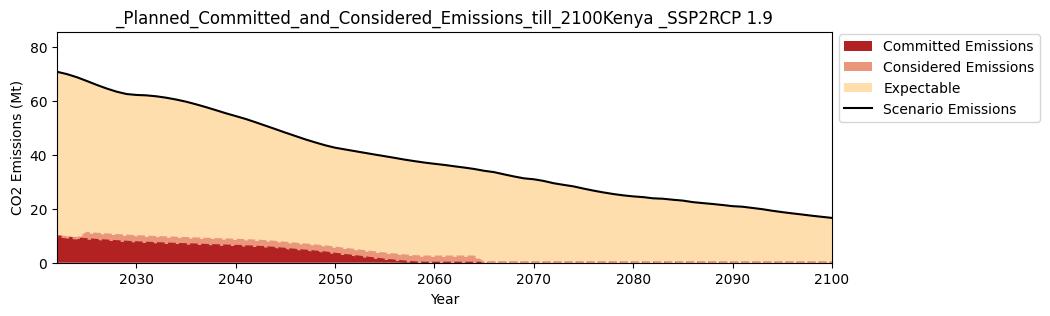 _Planned_Committed_and_Considered_Emissions_till_2100Kenya _SSP2RCP 1.9
Committed Emissions
Considered Emissions
Expectable
Scenario Emissions
CO2 Emissions (Mt)
80
60
40
20
0
2030 2040 2050 2060 2070 2080 2090 2100
Year